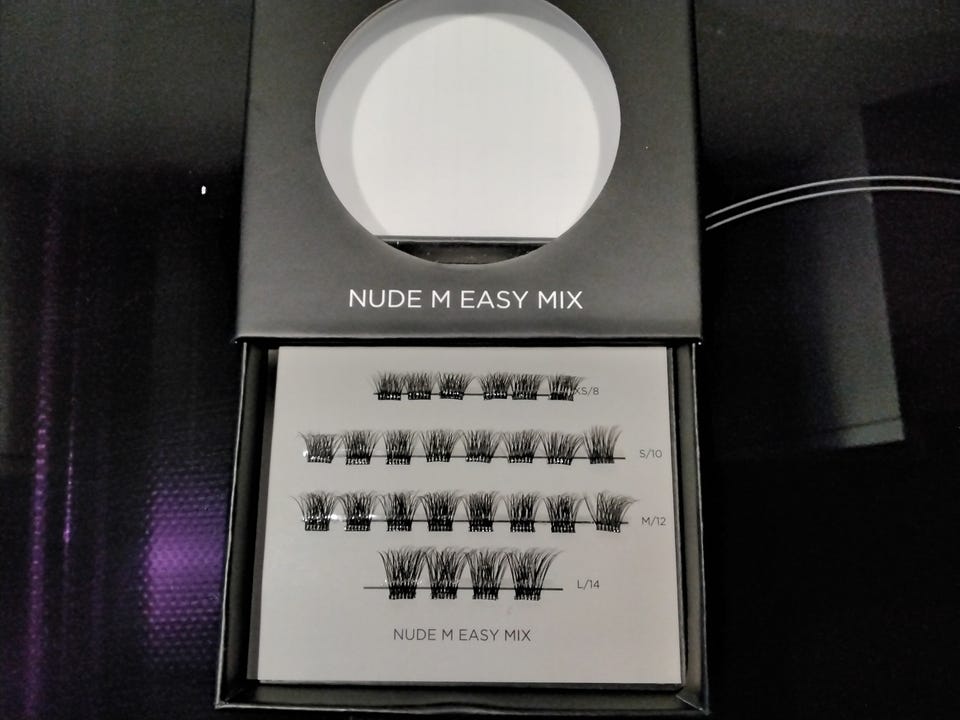 NUDE M EASY MIX
XS/8
S/10
M/12
L/14
NUDE M EASY MIX